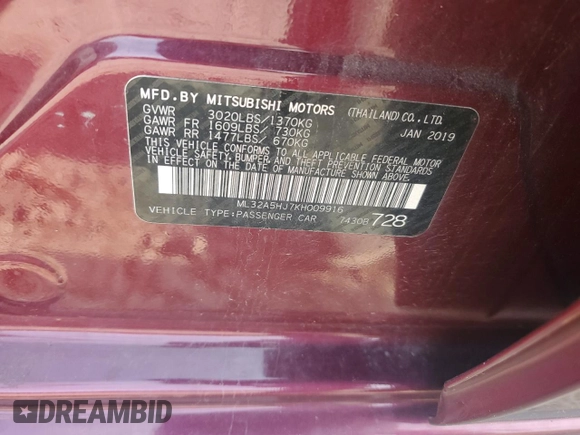 MFD.BY MITSUBISHI MOTORS (THAILAND) CO., LTD.
GVWR 3020LBS/1370KG JAN 2019
GAWR FR 1609LBS/ 730KG
GAWR RR 1477LBS/ 670KG
THIS VEHICLE CONFORMS TO ALL APPLICABLE FEDERAL MOTOR
VEHICLE SAFETY, BUMPER, AND THEFT PREVENTION STANDARDS
IN EFFECT ON THE DATE OF MANUFACTURE SHOWN ABOVE.
ML32A5HJ7KH009916
VEHICLE TYPE:PASSENGER CAR 7430B 728
DREAMBID